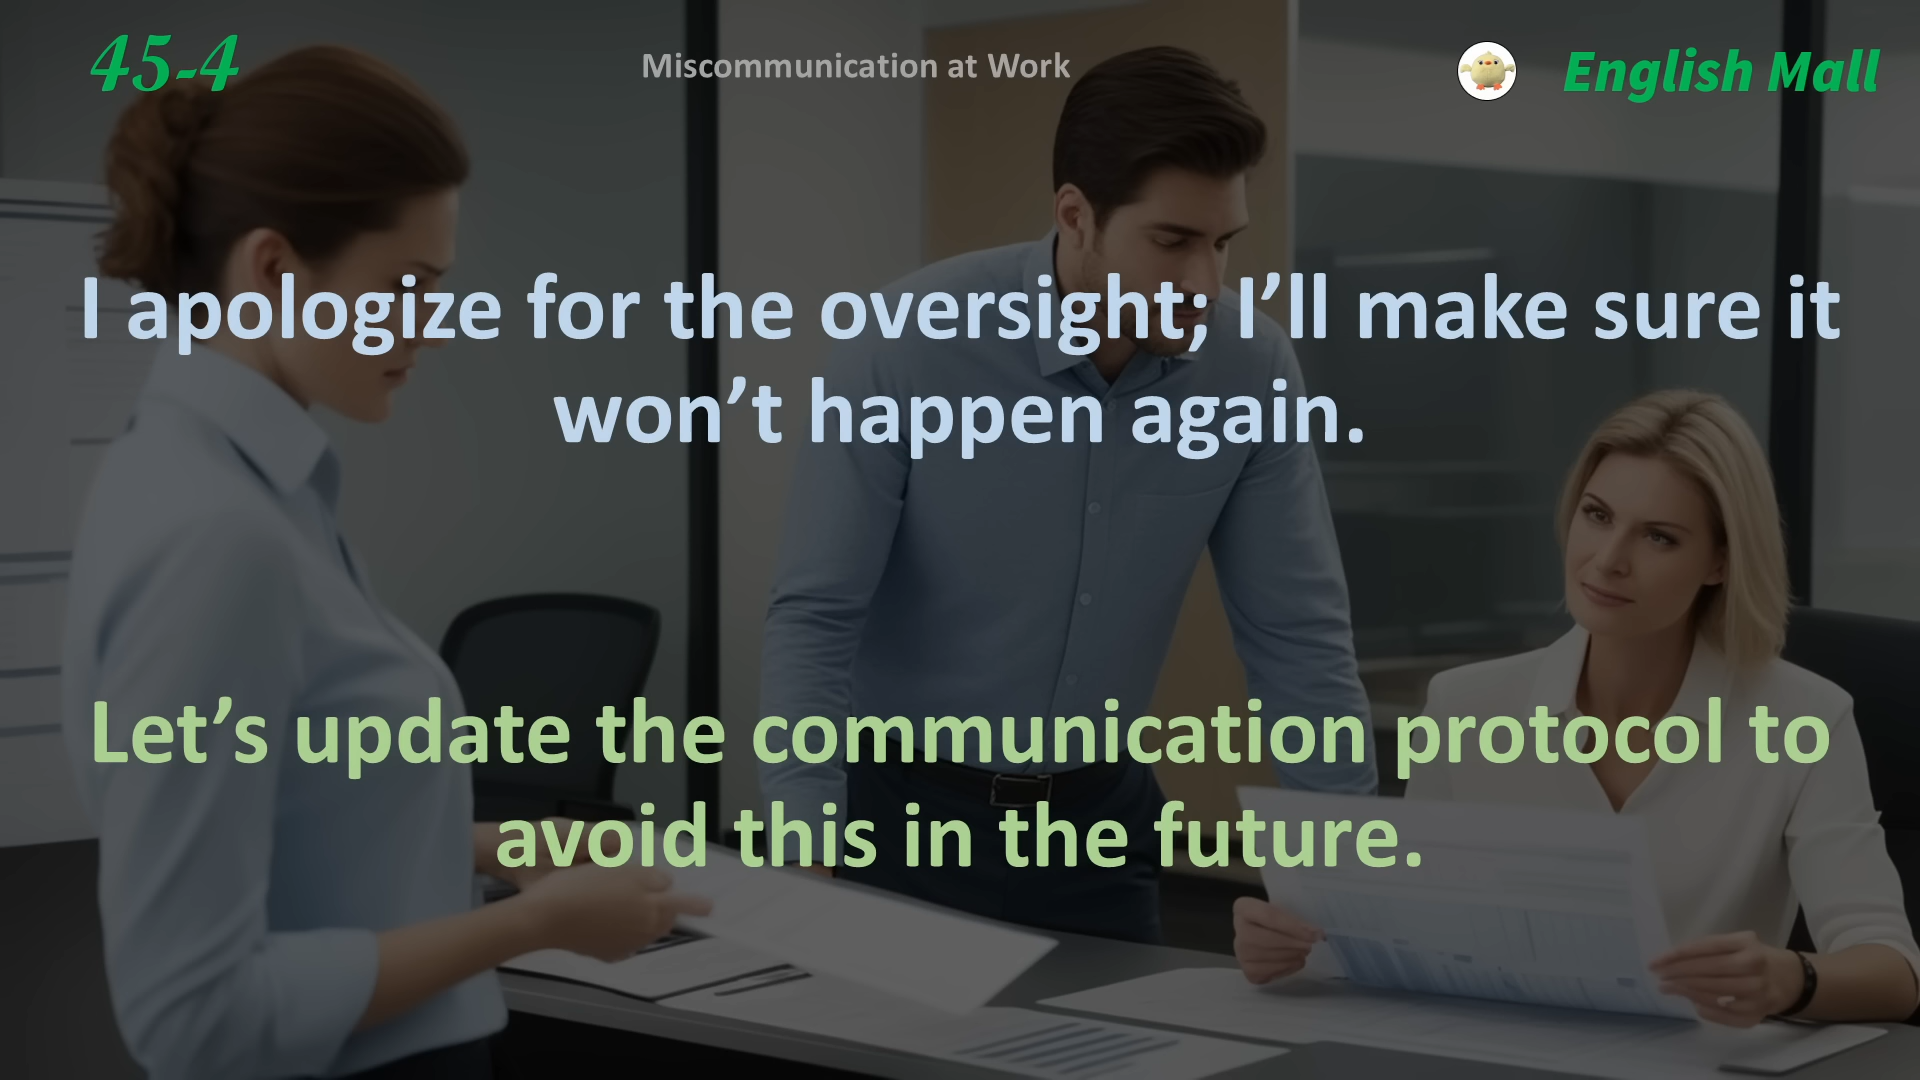 45-4
Miscommunication at Work
English Mall
I apologize for the oversight; I’ll make sure it
won’t happen again.
Let’s update the communication protocol to
avoid this in the future.